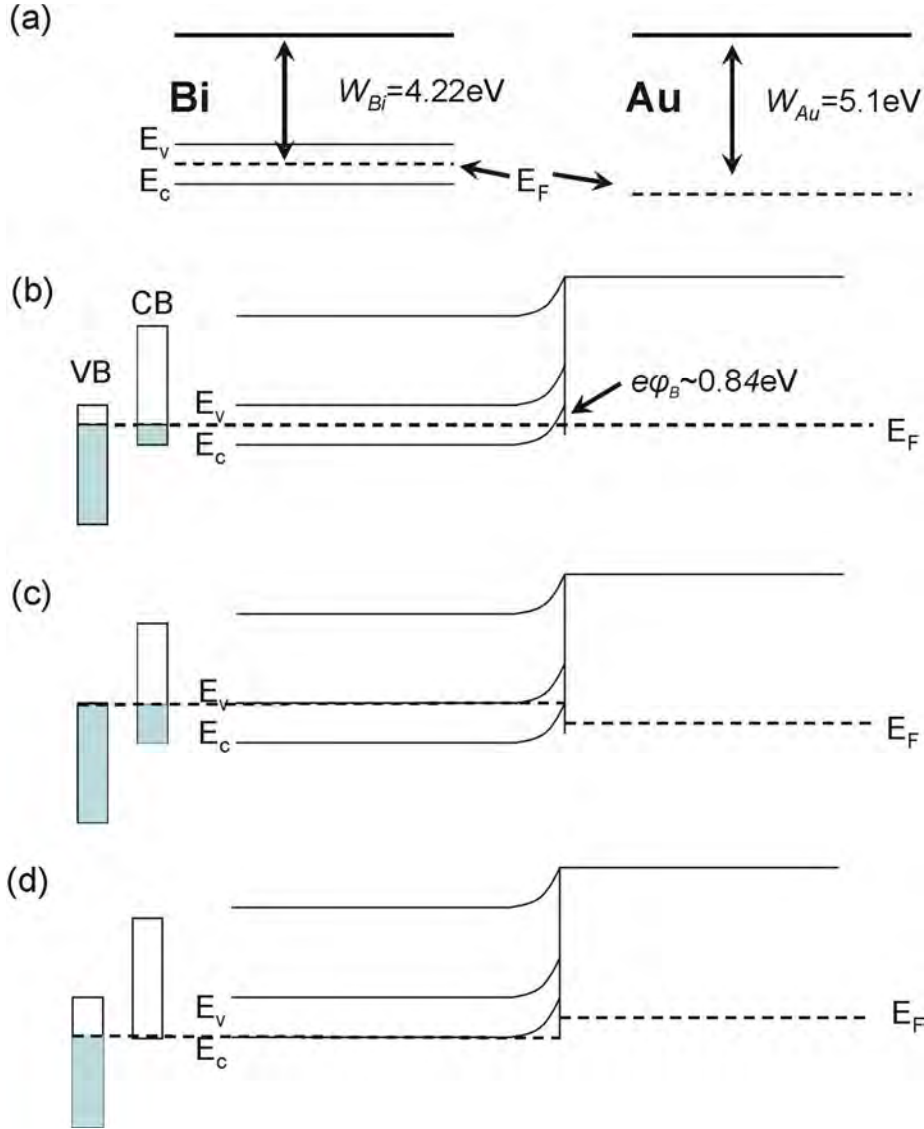 (a)
Bi
W_Bi=4.22eV
Au
W_Au=5.1eV
E_v
E_c
E_F
(b)
CB
VB
E_v
E_c
eφ_B~0.84eV
E_F
(c)
E_v
E_c
E_F
(d)
E_v
E_c
E_F